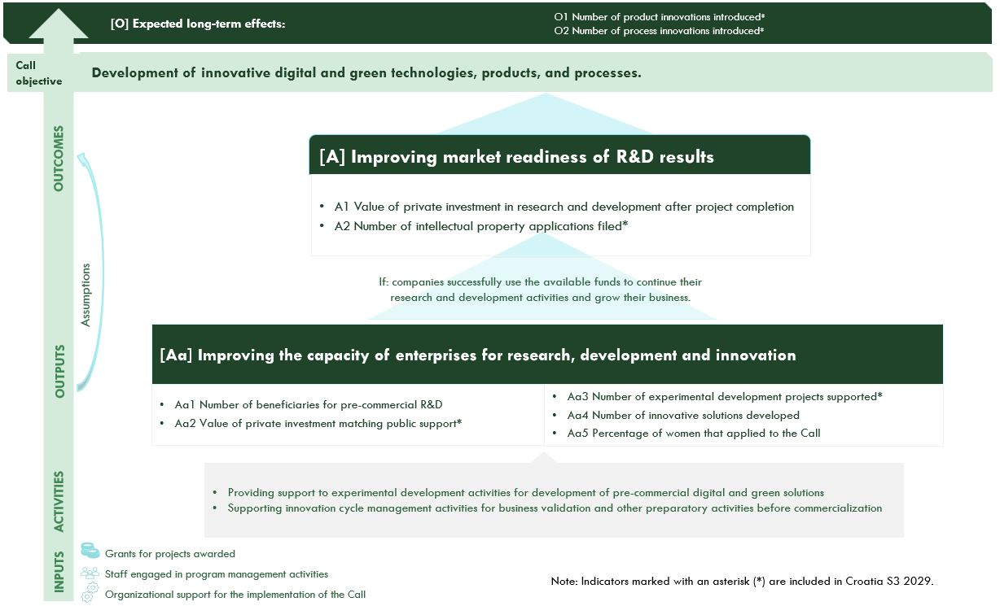 [O] Expected long-term effects:
O1 Number of product innovations introduced*
O2 Number of process innovations introduced*
Call
objective
Development of innovative digital and green technologies, products, and processes.
OUTCOMES
[A] Improving market readiness of R&D results
• A1 Value of private investment in research and development after project completion
• A2 Number of intellectual property applications filed*
Assumptions
If: companies successfully use the available funds to continue their
research and development activities and grow their business.
OUTPUTS
[Aa] Improving the capacity of enterprises for research, development and innovation
• Aa1 Number of beneficiaries for pre-commercial R&D
• Aa2 Value of private investment matching public support*
• Aa3 Number of experimental development projects supported*
• Aa4 Number of innovative solutions developed
• Aa5 Percentage of women that applied to the Call
ACTIVITIES
• Providing support to experimental development activities for development of pre-commercial digital and green solutions
• Supporting innovation cycle management activities for business validation and other preparatory activities before commercialization
INPUTS
Grants for projects awarded
Staff engaged in program management activities
Organizational support for the implementation of the Call
Note: Indicators marked with an asterisk (*) are included in Croatia S3 2029.